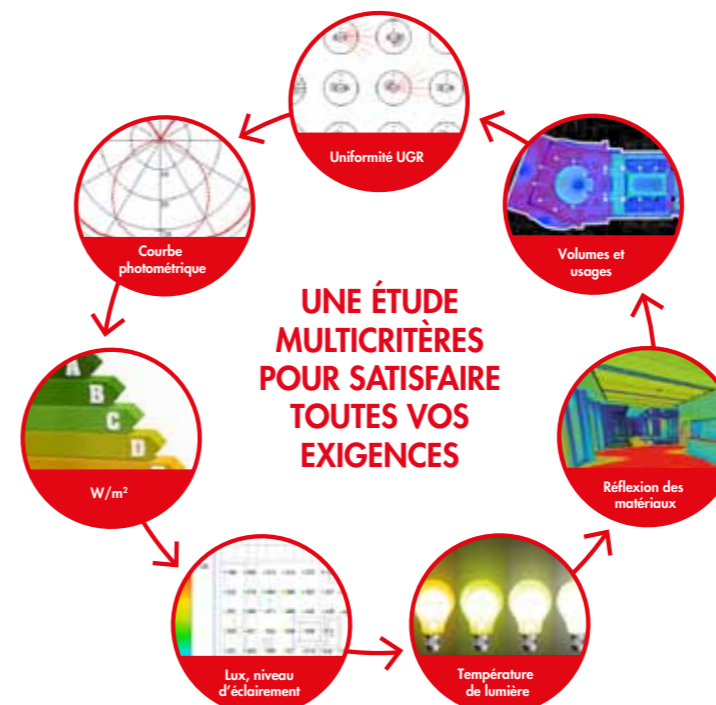 Uniformité UGR
Courbe
photométrique
Volumes et
usages
UNE ÉTUDE
MULTICRITÈRES
POUR SATISFAIRE
TOUTES VOS
EXIGENCES
A
B
C
D
W/m²
Réflexion des
matériaux
Lux, niveau
d'éclairement
Température
de lumière